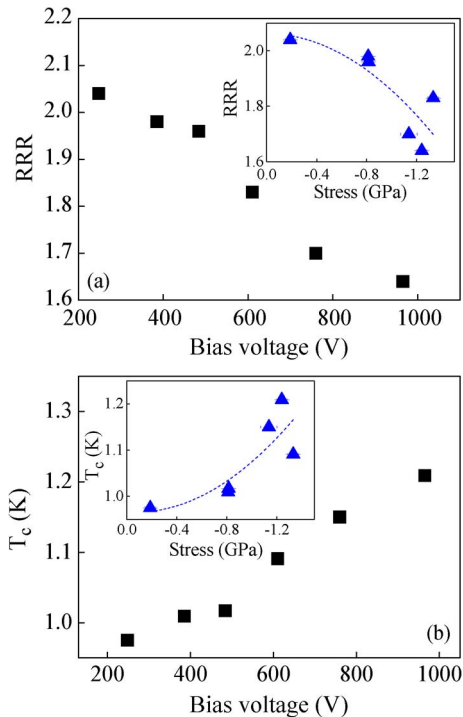 2.2
2.1
2.0
1.9
1.8
1.7
1.6
RRR
(a)
200 400 600 800 1000
Bias voltage (V)
2.0
1.8
1.6
RRR
0.0 -0.4 -0.8 -1.2
Stress (GPa)
1.3
1.2
1.1
1.0
Tc (K)
(b)
200 400 600 800 1000
Bias voltage (V)
1.2
1.1
1.0
Tc (K)
0.0 -0.4 -0.8 -1.2
Stress (GPa)